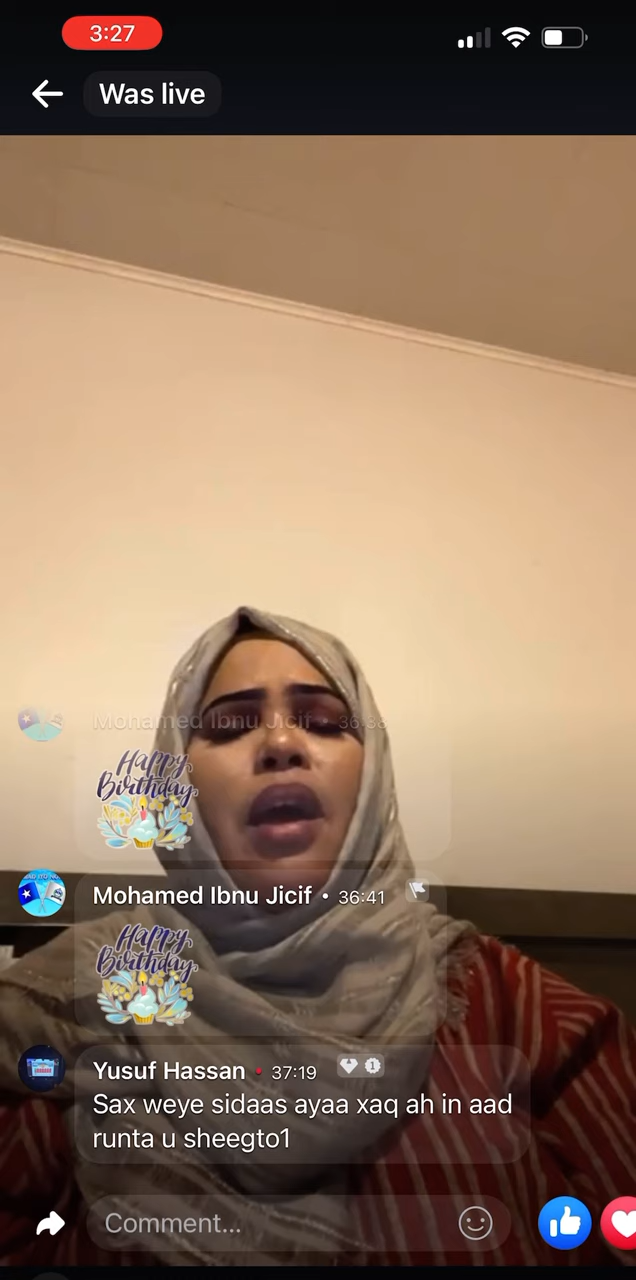 3:27
Was live
Mohamed Ibnu Jicif • 36:38
Happy
Birthday
Mohamed Ibnu Jicif • 36:41
Happy
Birthday
Yusuf Hassan • 37:19
Sax weye sidaas ayaa xaq ah in aad
runta u sheegto1
Comment...